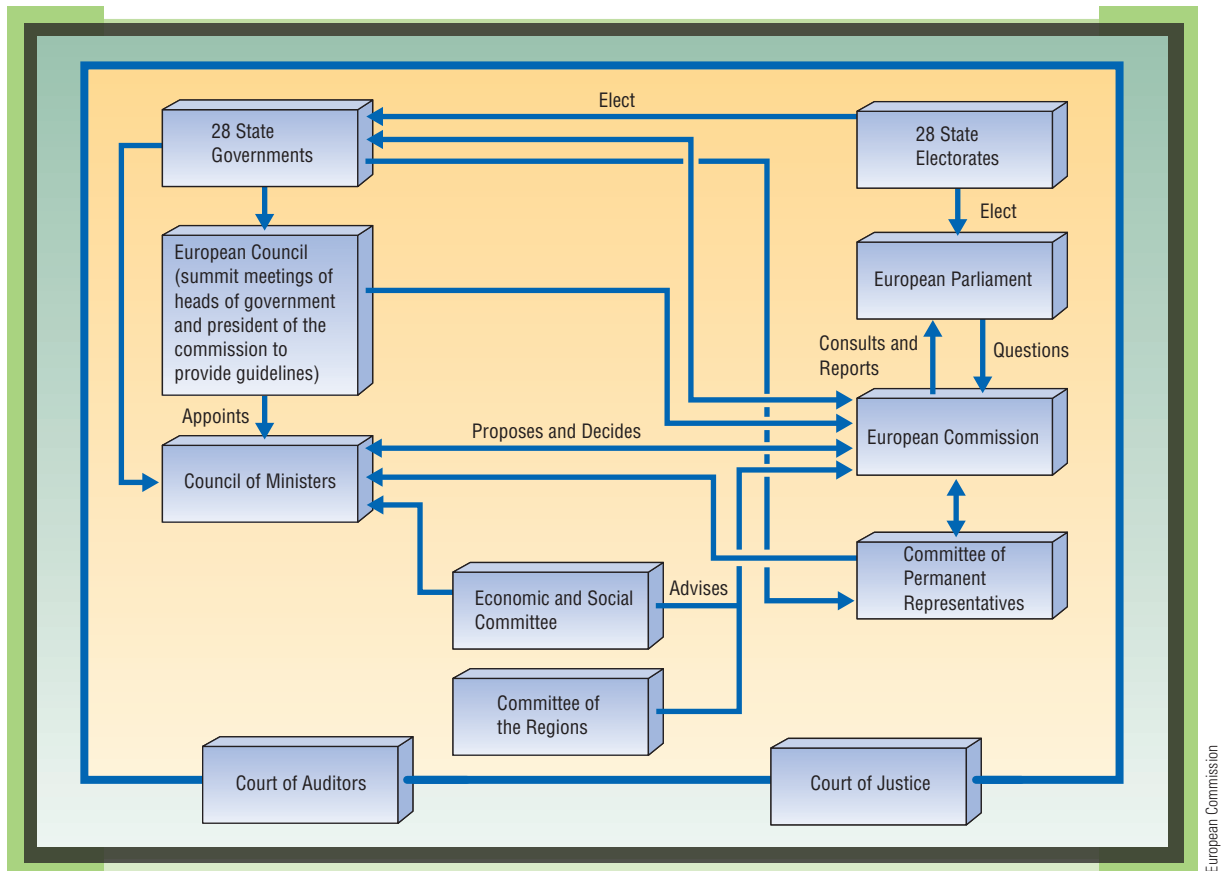 Elect
28 State
Governments
28 State
Electorates
Elect
European Council
(summit meetings of
heads of government
and president of the
commission to
provide guidelines)
European Parliament
Consults and
Reports
Questions
Appoints
Proposes and Decides
European Commission
Council of Ministers
Committee of
Permanent
Representatives
Economic and Social
Committee
Advises
Committee of
the Regions
Court of Auditors
Court of Justice
European Commission